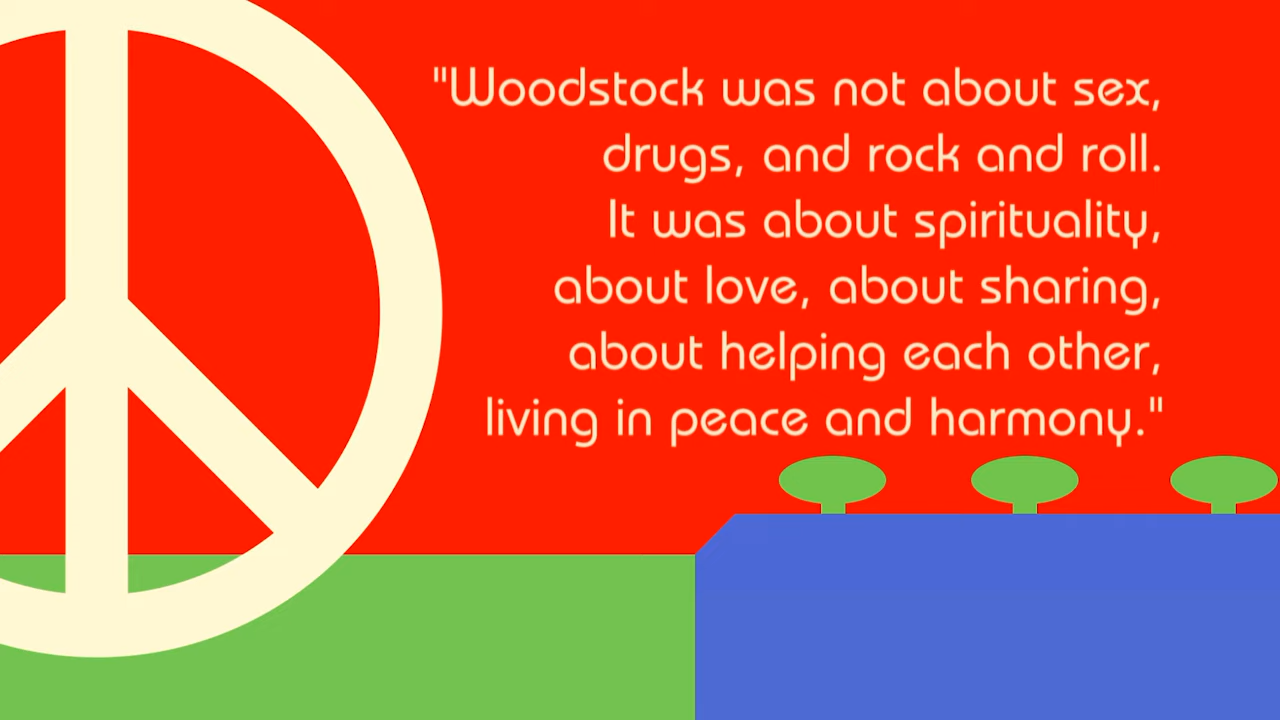 "Woodstock was not about sex,
drugs, and rock and roll.
It was about spirituality,
about love, about sharing,
about helping each other,
living in peace and harmony."